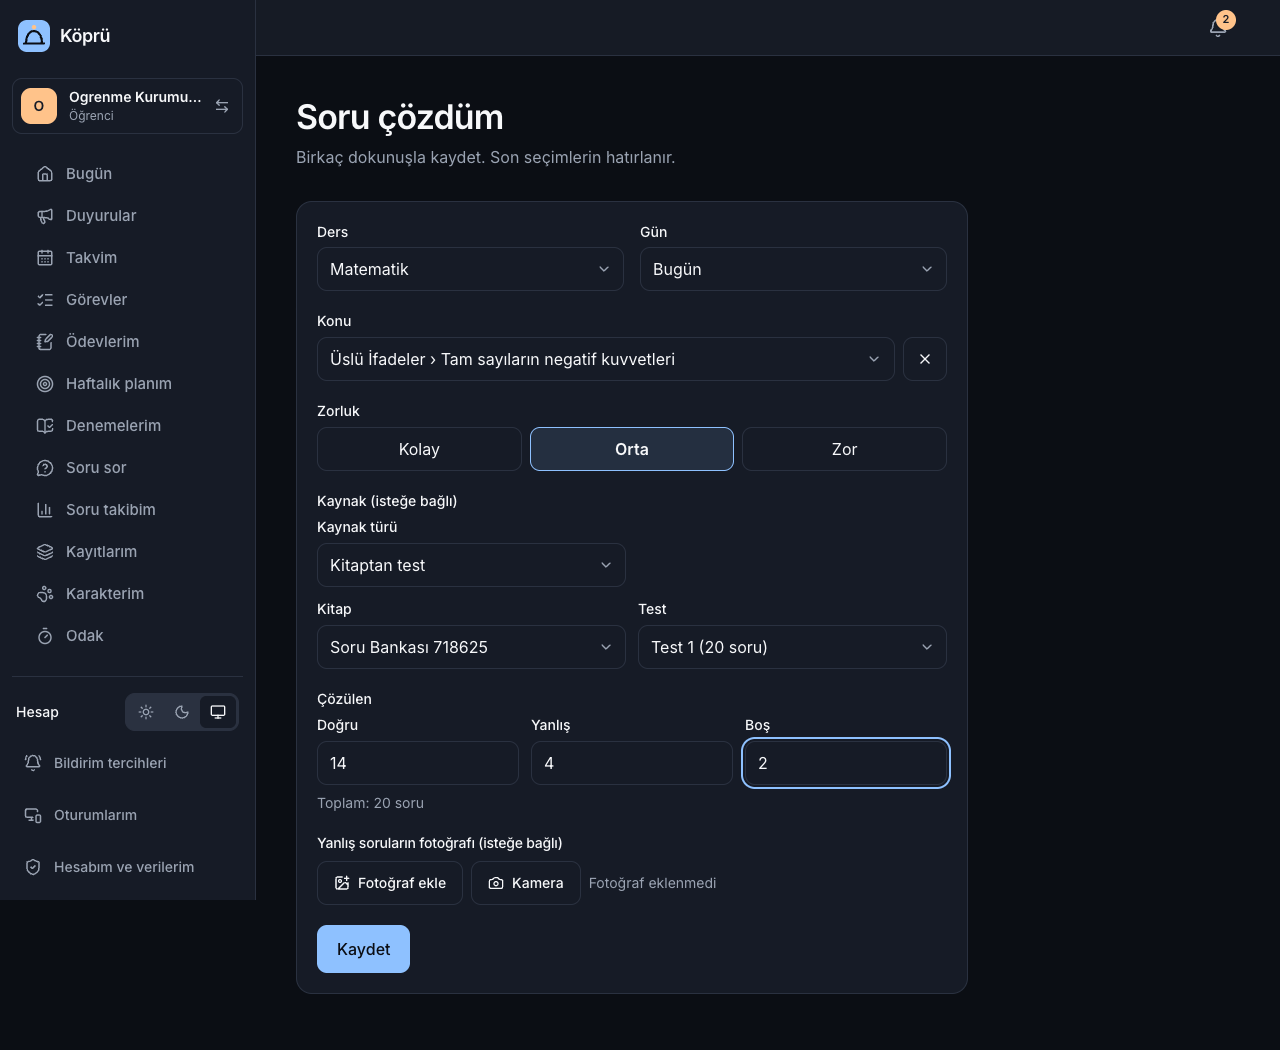 Köprü
O
Ogrenme Kurumu...
Öğrenci
Bugün
Duyurular
Takvim
Görevler
Ödevlerim
Haftalık planım
Denemelerim
Soru sor
Soru takibim
Kayıtlarım
Karakterim
Odak
Hesap
Bildirim tercihleri
Oturumlarım
Hesabım ve verilerim
2
Soru çözdüm
Birkaç dokunuşla kaydet. Son seçimlerin hatırlanır.
Ders
Gün
Matematik
Bugün
Konu
Üslü İfadeler › Tam sayıların negatif kuvvetleri
Zorluk
Kolay
Orta
Zor
Kaynak (isteğe bağlı)
Kaynak türü
Kitaptan test
Kitap
Test
Soru Bankası 718625
Test 1 (20 soru)
Çözülen
Doğru
Yanlış
Boş
14
4
2
Toplam: 20 soru
Yanlış soruların fotoğrafı (isteğe bağlı)
Fotoğraf ekle
Kamera
Fotoğraf eklenmedi
Kaydet